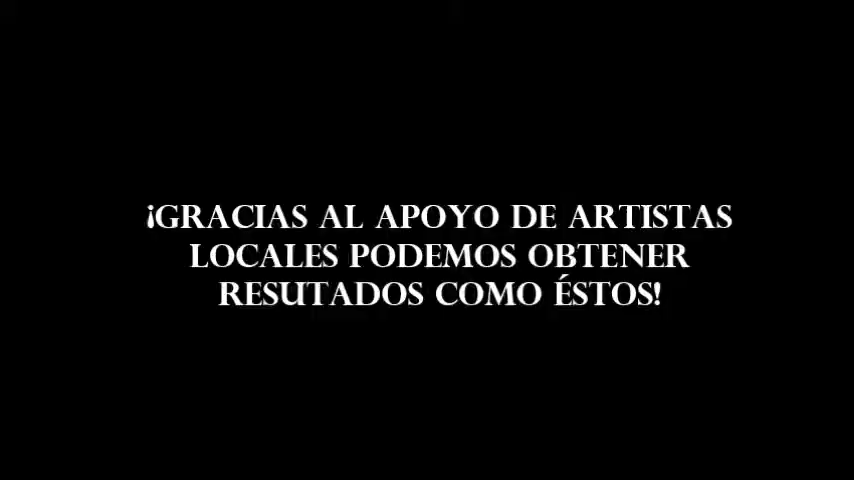 ¡GRACIAS AL APOYO DE ARTISTAS
LOCALES PODEMOS OBTENER
RESUTADOS COMO ÉSTOS!